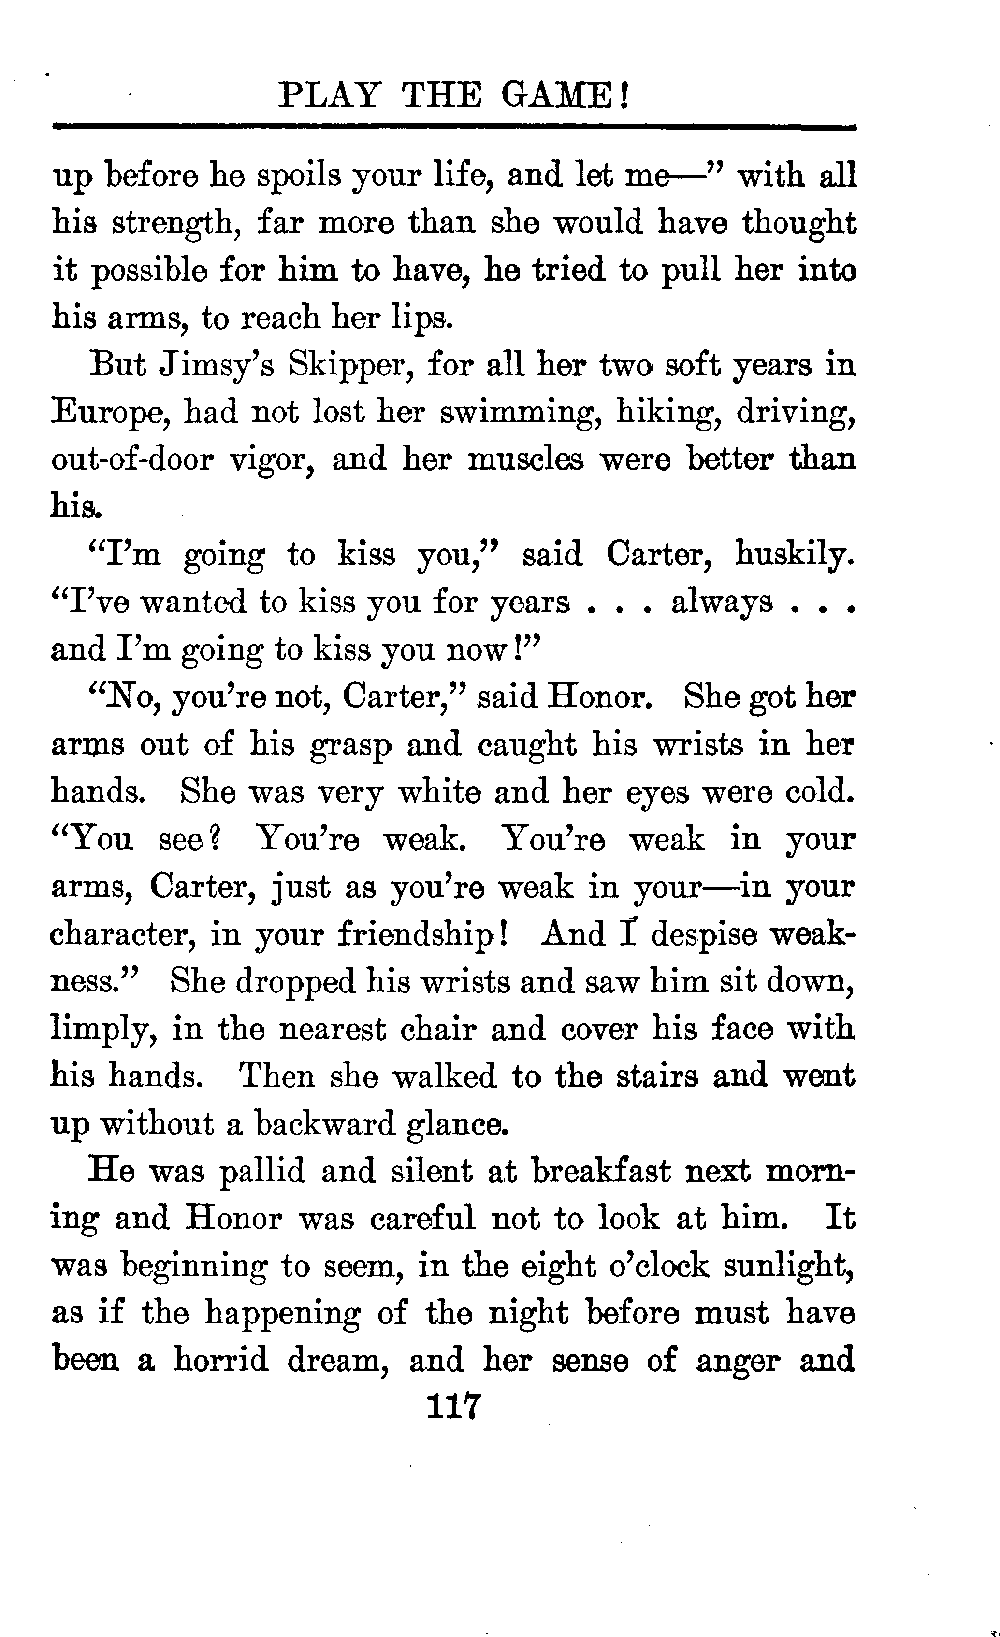 PLAY THE GAME!
up before he spoils your life, and let me—" with all
his strength, far more than she would have thought
it possible for him to have, he tried to pull her into
his arms, to reach her lips.
But Jimsy's Skipper, for all her two soft years in
Europe, had not lost her swimming, hiking, driving,
out-of-door vigor, and her muscles were better than
his.
"I'm going to kiss you," said Carter, huskily.
"I've wanted to kiss you for years . . . always . . .
and I'm going to kiss you now!"
"No, you're not, Carter," said Honor. She got her
arms out of his grasp and caught his wrists in her
hands. She was very white and her eyes were cold.
"You see? You're weak. You're weak in your
arms, Carter, just as you're weak in your—in your
character, in your friendship! And I despise weak-
ness." She dropped his wrists and saw him sit down,
limply, in the nearest chair and cover his face with
his hands. Then she walked to the stairs and went
up without a backward glance.
He was pallid and silent at breakfast next morn-
ing and Honor was careful not to look at him. It
was beginning to seem, in the eight o'clock sunlight,
as if the happening of the night before must have
been a horrid dream, and her sense of anger and
117